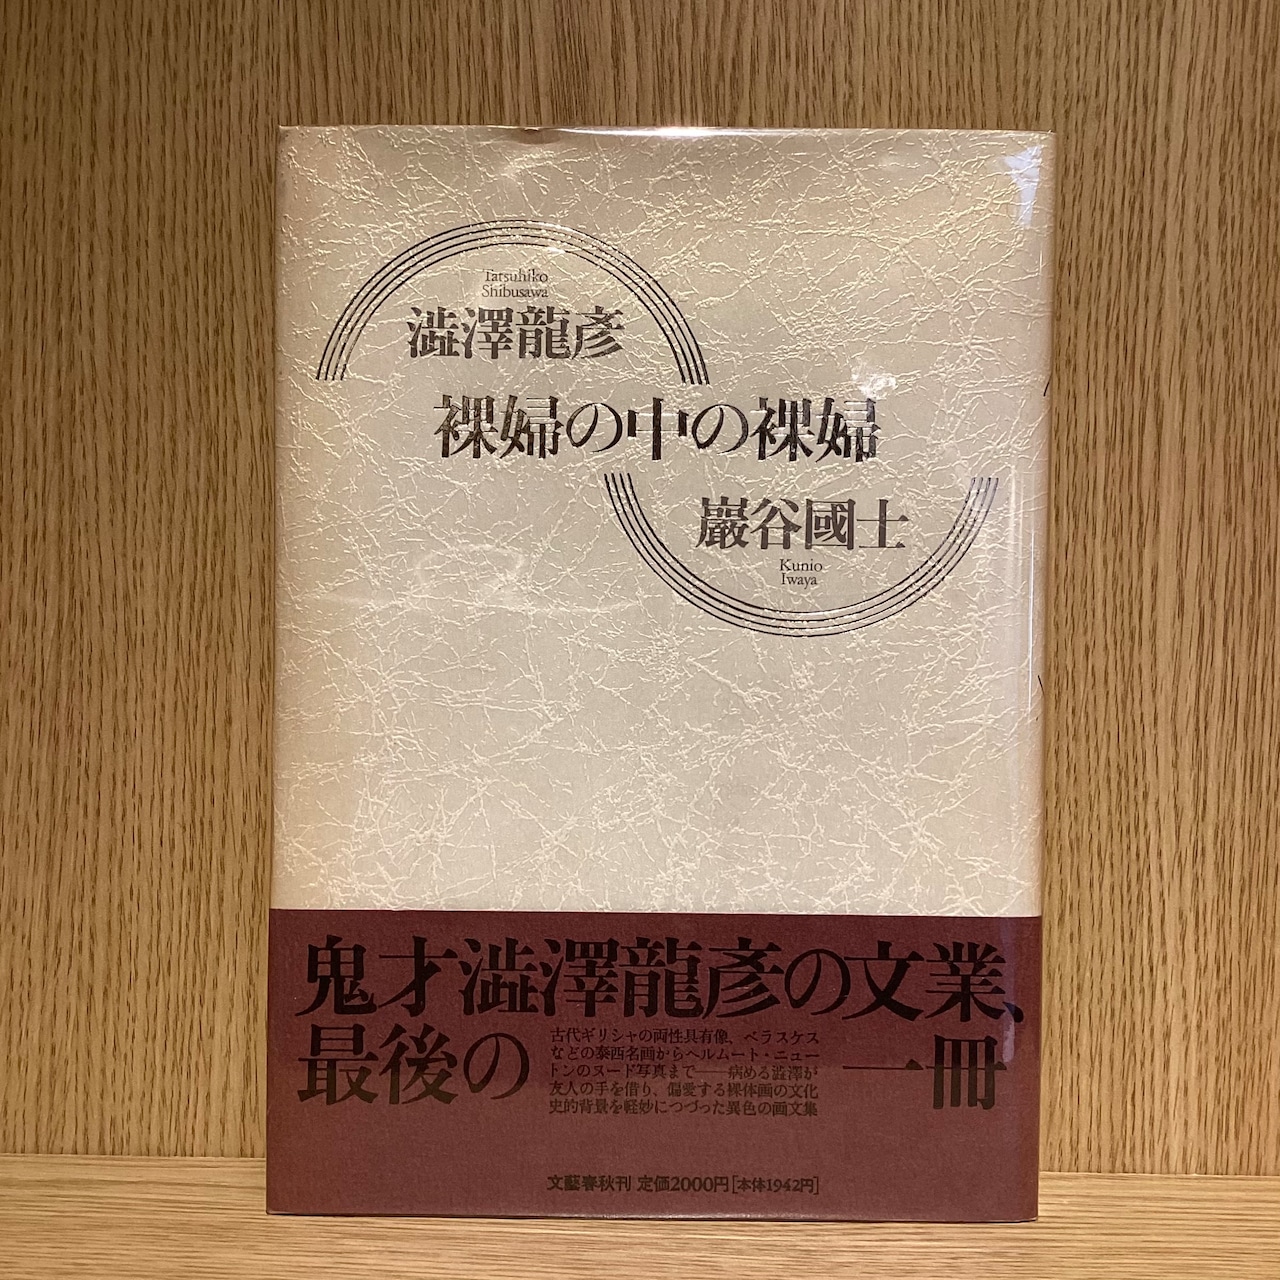 Tatsuhiko
Shibusawa
澁澤龍彥
裸婦の中の裸婦
巖谷國士
Kunio
Iwaya
鬼才澁澤龍彥の文業、
最後の一冊
古代ギリシャの両性具有像、ベラスケス
などの泰西名画からヘルムート・ニュー
トンのヌード写真まで——病める澁澤が
友人の手を借り、偏愛する裸体画の文化
史的背景を軽妙につづった異色の画文集
文藝春秋刊 定価2000円[本体1942円]